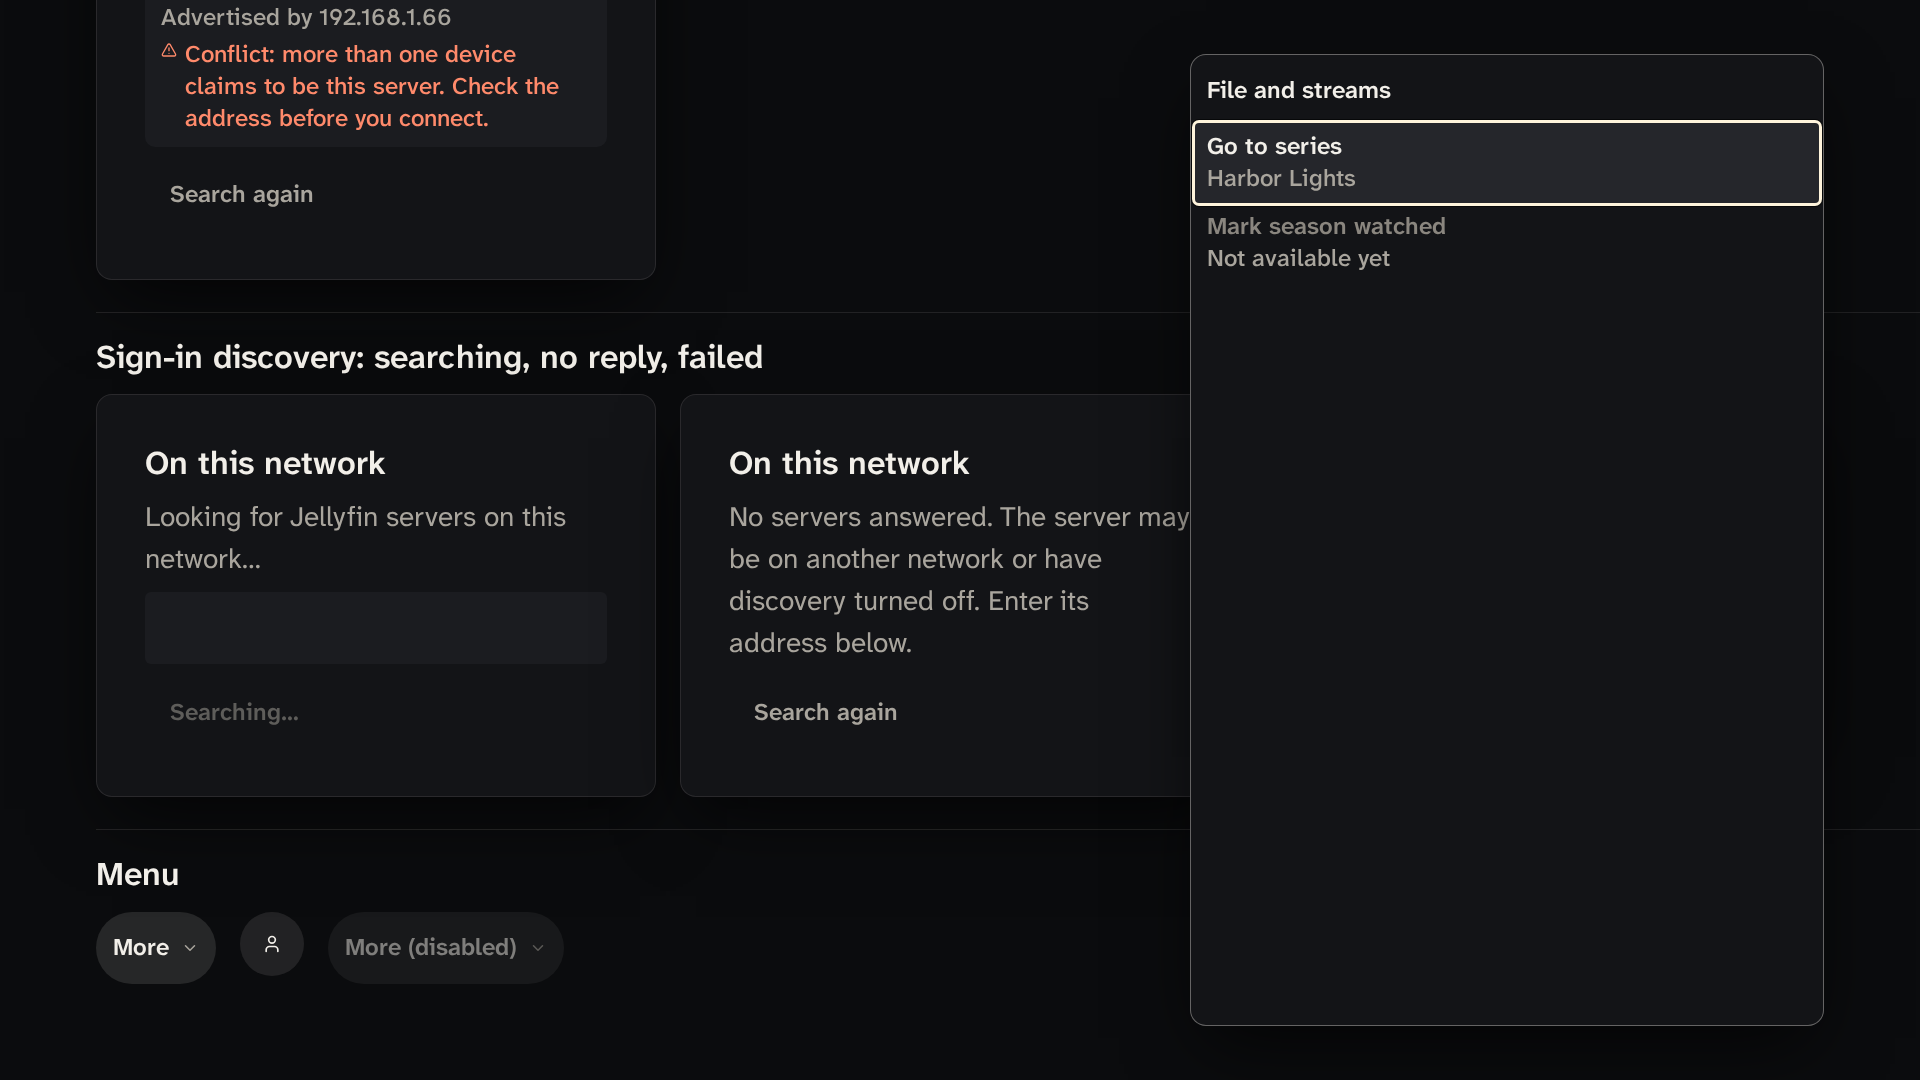 Advertised by 192.168.1.66
Conflict: more than one device
claims to be this server. Check the
address before you connect.
Search again
Sign-in discovery: searching, no reply, failed
On this network
Looking for Jellyfin servers on this
network...
Searching...
On this network
No servers answered. The server may
be on another network or have
discovery turned off. Enter its
address below.
Search again
Menu
More
More (disabled)
File and streams
Go to series
Harbor Lights
Mark season watched
Not available yet